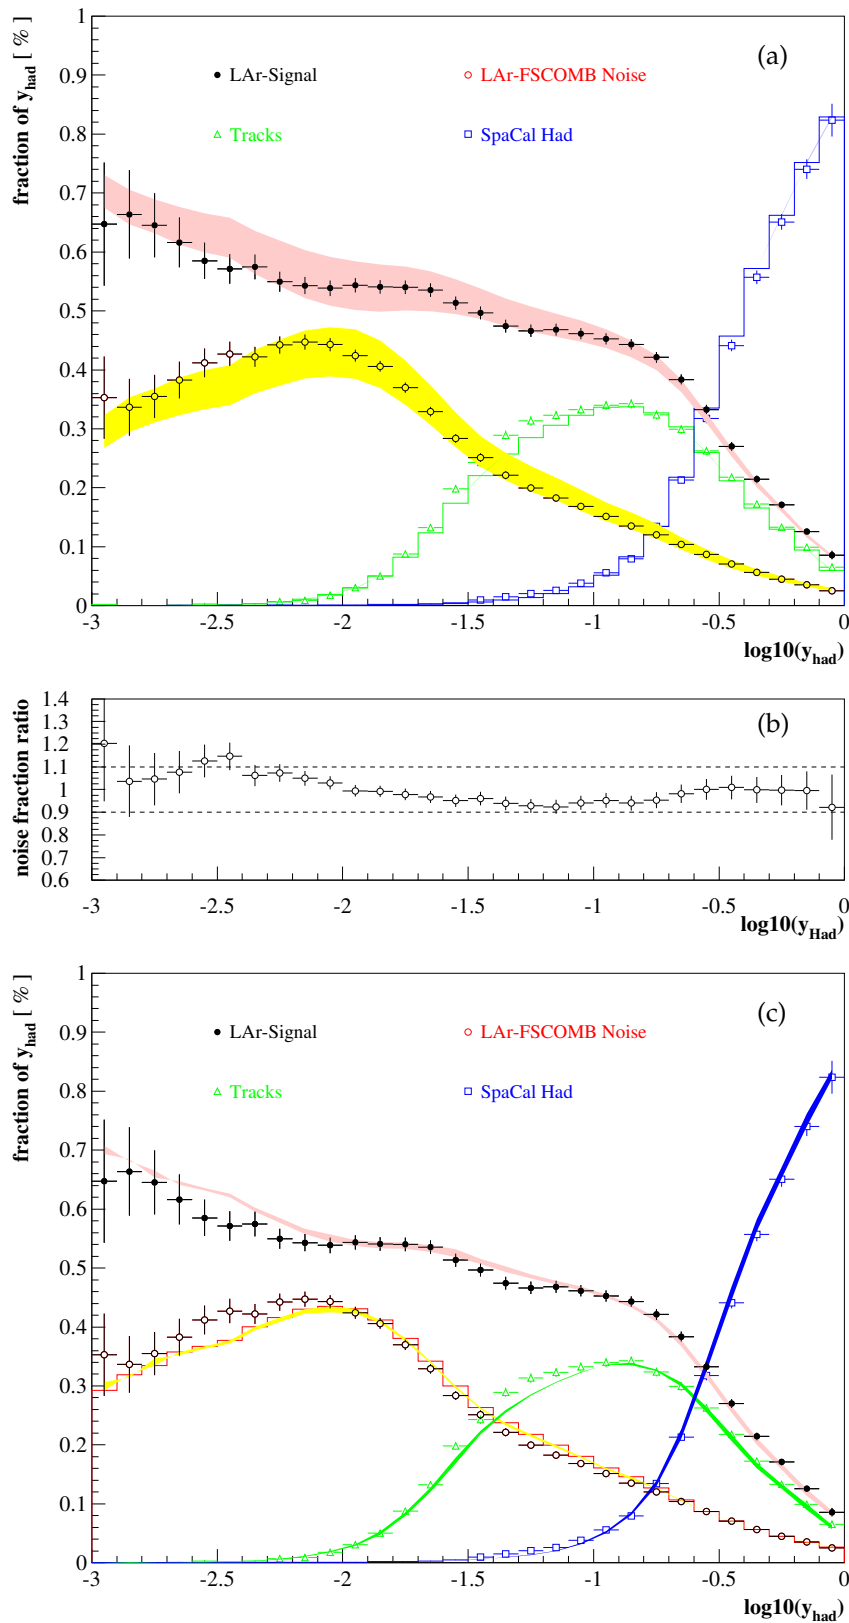 fraction of y_had [ % ]
1
0.9
0.8
0.7
0.6
0.5
0.4
0.3
0.2
0.1
0
(a)
LAr-Signal
LAr-FSCOMB Noise
Tracks
SpaCal Had
-3 -2.5 -2 -1.5 -1 -0.5 0
log10(y_had)
noise fraction ratio
1.4
1.3
1.2
1.1
1
0.9
0.8
0.7
0.6
(b)
-3 -2.5 -2 -1.5 -1 -0.5 0
log10(y_Had)
fraction of y_had [ % ]
1
0.9
0.8
0.7
0.6
0.5
0.4
0.3
0.2
0.1
0
(c)
LAr-Signal
LAr-FSCOMB Noise
Tracks
SpaCal Had
-3 -2.5 -2 -1.5 -1 -0.5 0
log10(y_had)